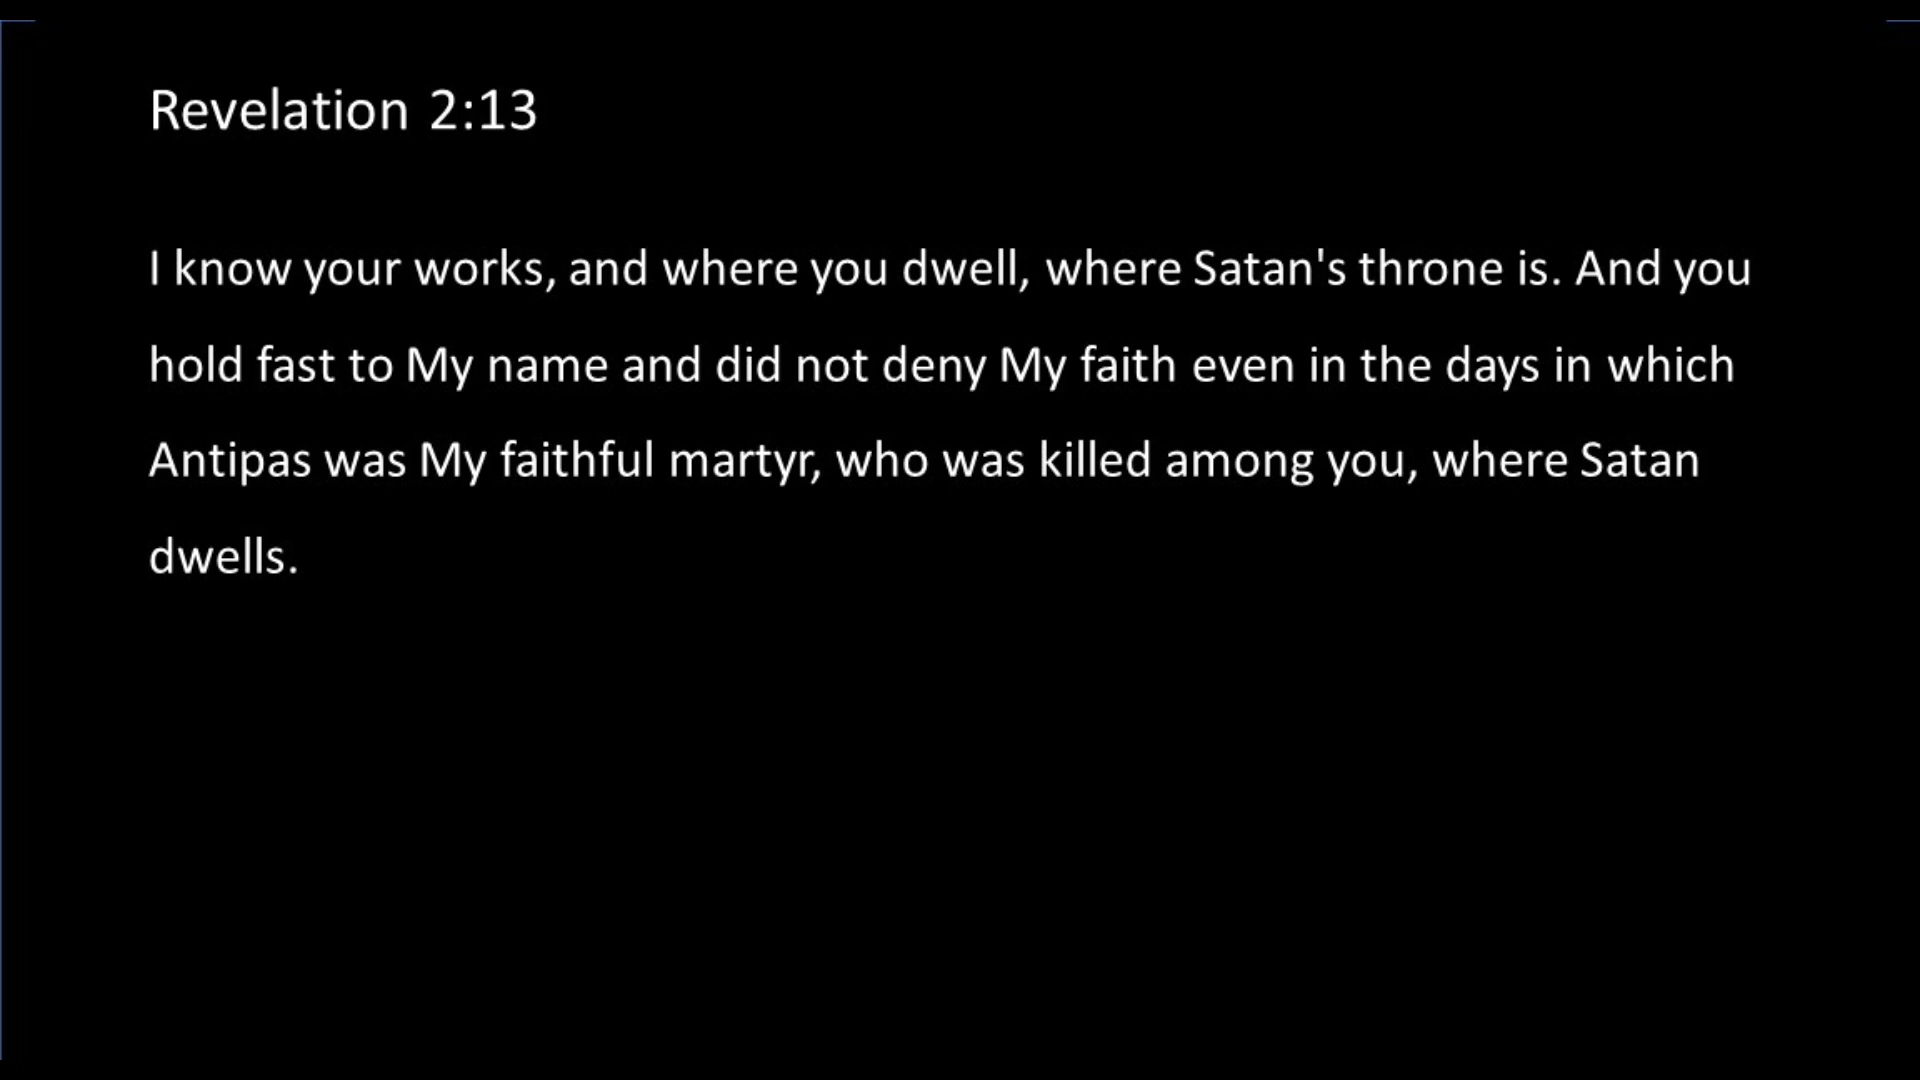 Revelation 2:13
I know your works, and where you dwell, where Satan's throne is. And you
hold fast to My name and did not deny My faith even in the days in which
Antipas was My faithful martyr, who was killed among you, where Satan
dwells.